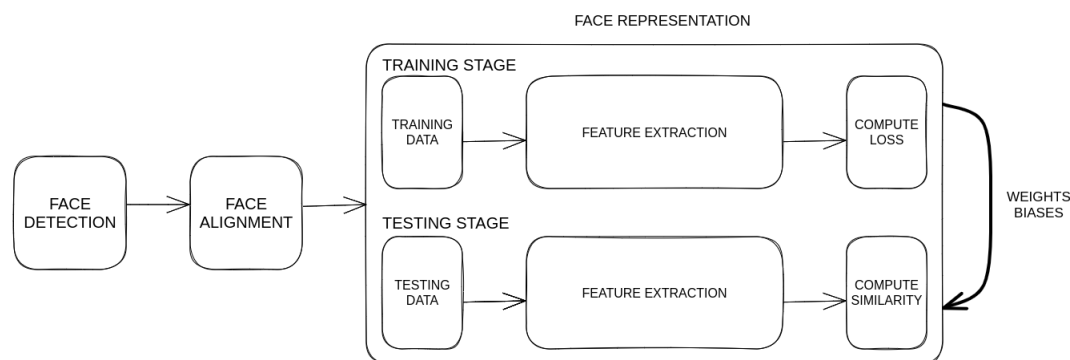 FACE REPRESENTATION
TRAINING STAGE
TRAINING
DATA
FEATURE EXTRACTION
COMPUTE
LOSS
FACE
DETECTION
FACE
ALIGNMENT
WEIGHTS
BIASES
TESTING STAGE
TESTING
DATA
FEATURE EXTRACTION
COMPUTE
SIMILARITY